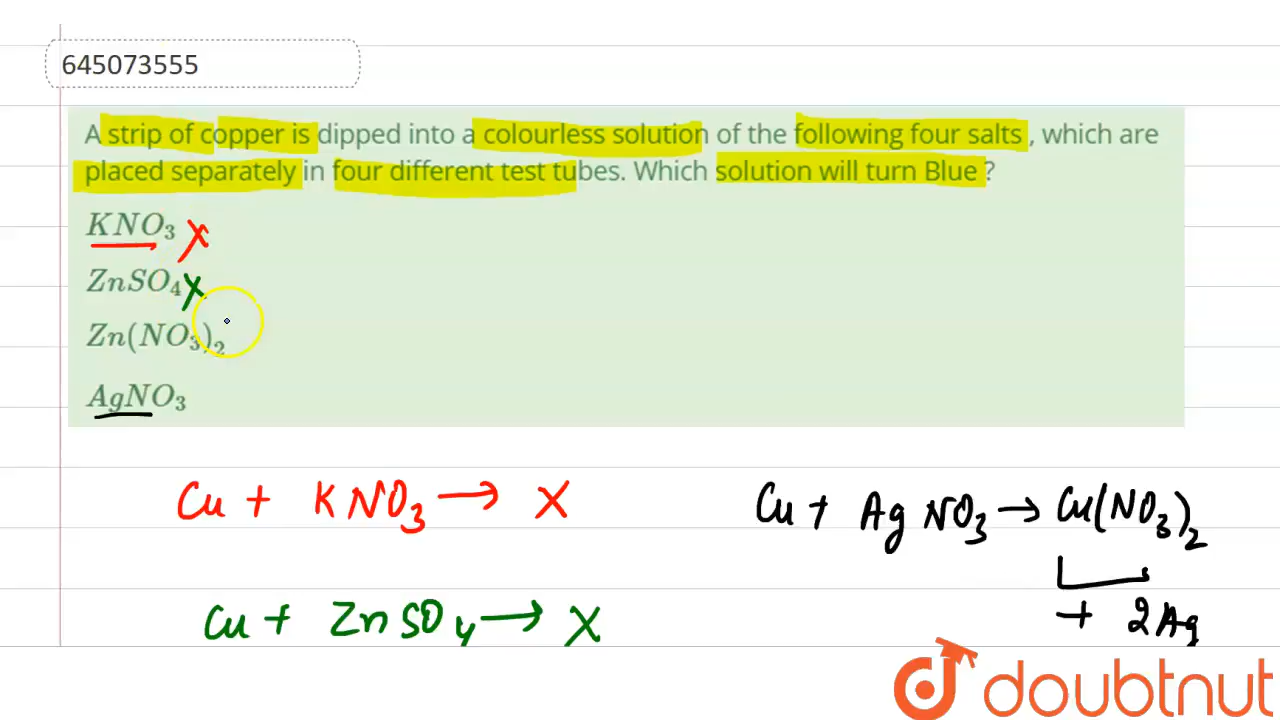 645073555
A strip of copper is dipped into a colourless solution of the following four salts , which are
placed separately in four different test tubes. Which solution will turn Blue ?
KNO₃ X
ZnSO₄ X
Zn(NO₃)₂
AgNO₃
Cu + KNO₃ → X
Cu + AgNO₃ → Cu(NO₃)₂
+ 2Ag
Cu + ZnSO₄ → X
doubtnut